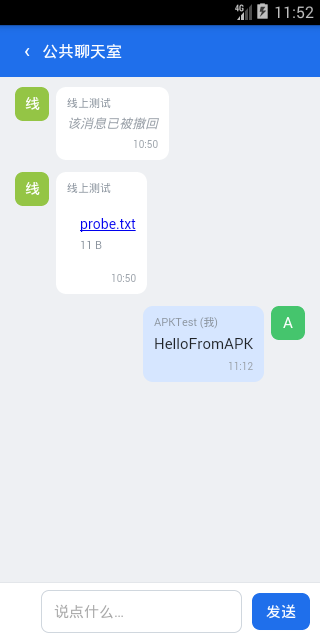 4G 11:52
‹ 公共聊天室
线 线上测试
该消息已被撤回
10:50
线 线上测试
probe.txt
11 B
10:50
APKTest (我) A
HelloFromAPK
11:12
说点什么... 发送